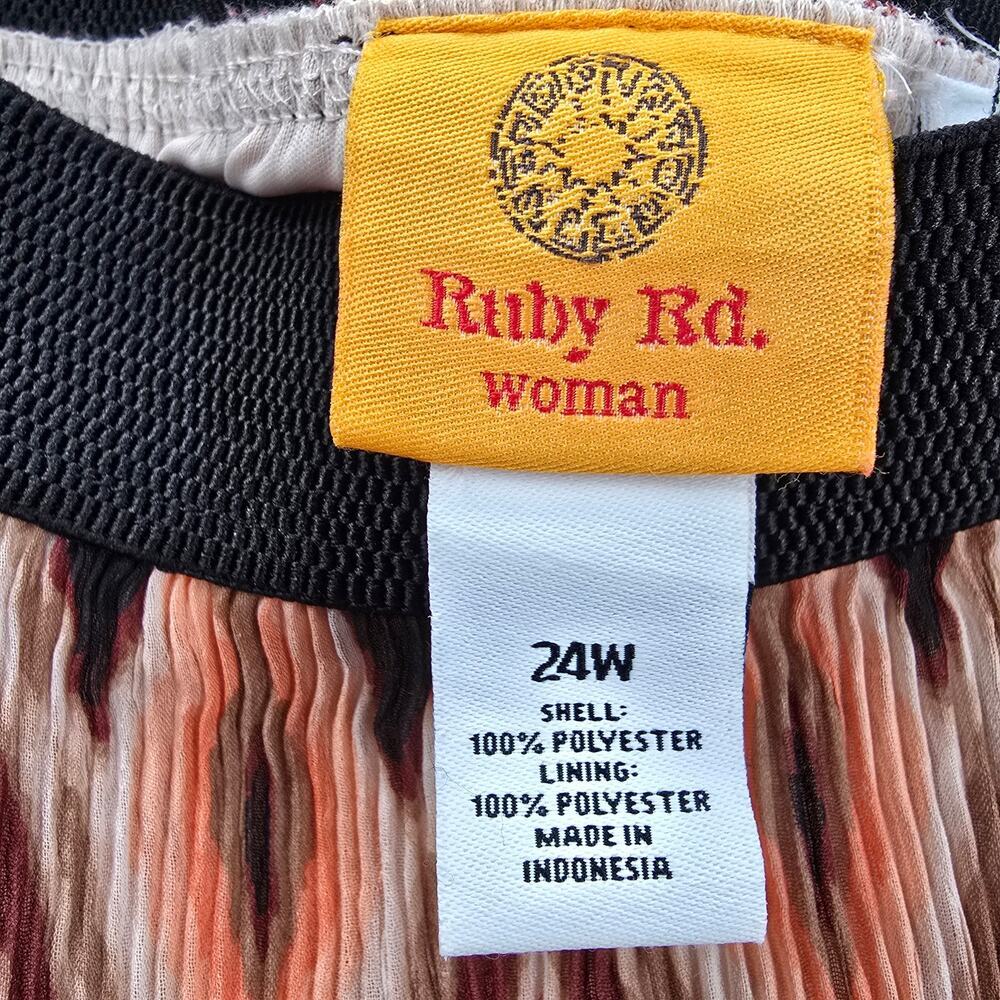 Ruby Rd.
woman
24W
SHELL:
100% POLYESTER
LINING:
100% POLYESTER
MADE IN
INDONESIA